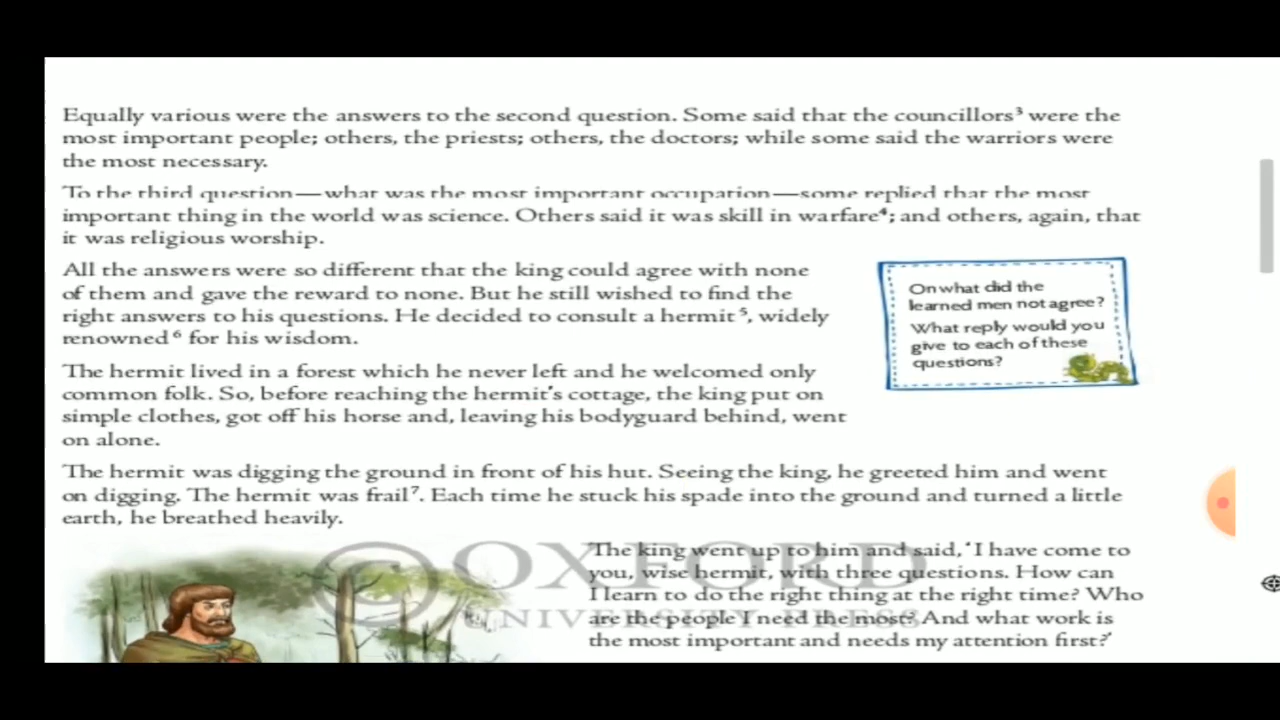 Equally various were the answers to the second question. Some said that the councillors³ were the
most important people; others, the priests; others, the doctors; while some said the warriors were
the most necessary.
To the third question—what was the most important occupation—some replied that the most
important thing in the world was science. Others said it was skill in warfare⁴; and others, again, that
it was religious worship.
All the answers were so different that the king could agree with none
of them and gave the reward to none. But he still wished to find the
right answers to his questions. He decided to consult a hermit⁵, widely
renowned⁶ for his wisdom.
On what did the
learned men not agree?
What reply would you
give to each of these
questions?
The hermit lived in a forest which he never left and he welcomed only
common folk. So, before reaching the hermit's cottage, the king put on
simple clothes, got off his horse and, leaving his bodyguard behind, went
on alone.
The hermit was digging the ground in front of his hut. Seeing the king, he greeted him and went
on digging. The hermit was frail⁷. Each time he stuck his spade into the ground and turned a little
earth, he breathed heavily.
The king went up to him and said, 'I have come to
you, wise hermit, with three questions. How can
I learn to do the right thing at the right time? Who
are the people I need the most? And what work is
the most important and needs my attention first?'
© OXFORD
UNIVERSITY PRESS